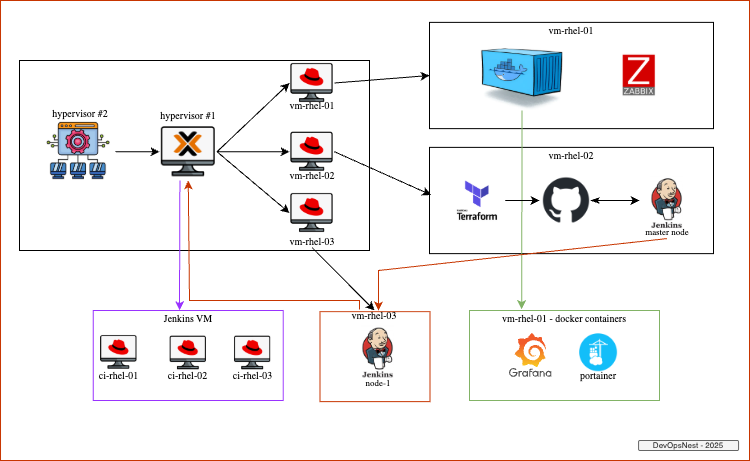 hypervisor #2
hypervisor #1
vm-rhel-01
vm-rhel-02
vm-rhel-03
vm-rhel-01
ZABBIX
vm-rhel-02
Terraform
Jenkins
master node
Jenkins VM
ci-rhel-01
ci-rhel-02
ci-rhel-03
vm-rhel-03
Jenkins
node-1
vm-rhel-01 - docker containers
Grafana
portainer
DevOpsNest - 2025